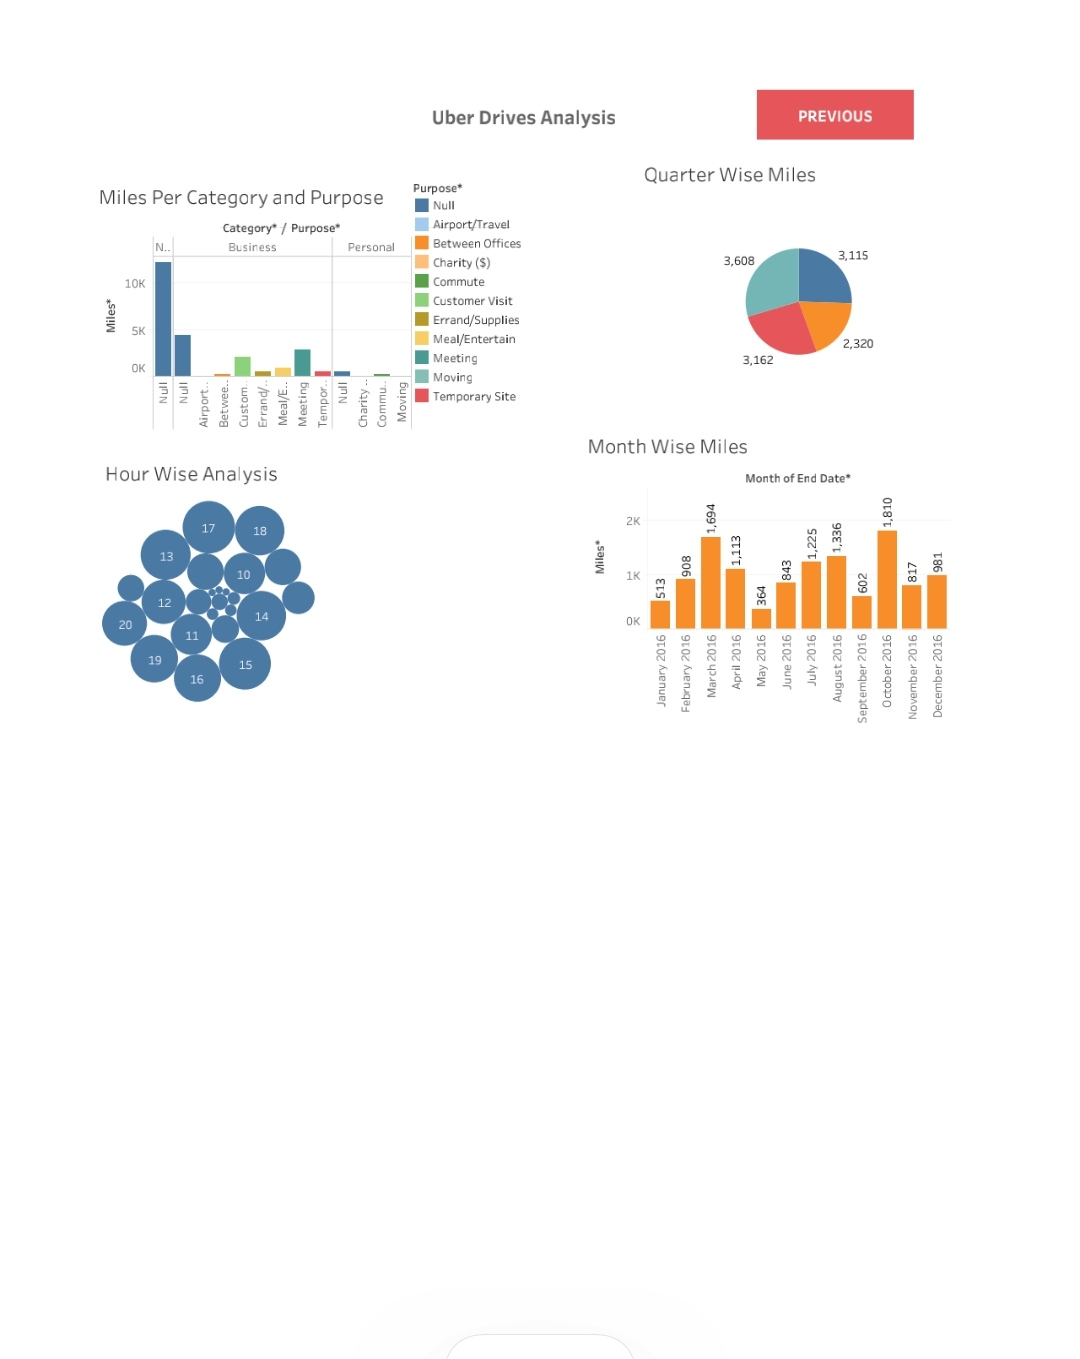 Uber Drives Analysis
PREVIOUS
Miles Per Category and Purpose
Category* / Purpose*
N..
Business
Personal
Miles*
10K
5K
0K
Null
Null
Airport..
Betwee..
Custom..
Errand/..
Meal/E..
Meeting
Tempor..
Null
Charity ..
Commu..
Moving
Purpose*
Null
Airport/Travel
Between Offices
Charity ($)
Commute
Customer Visit
Errand/Supplies
Meal/Entertain
Meeting
Moving
Temporary Site
Quarter Wise Miles
3,608
3,115
2,320
3,162
Hour Wise Analysis
17
18
13
10
12
14
20
11
19
15
16
Month Wise Miles
Month of End Date*
Miles*
2K
1K
0K
513
908
1,694
1,113
364
843
1,225
1,336
602
1,810
817
981
January 2016
February 2016
March 2016
April 2016
May 2016
June 2016
July 2016
August 2016
September 2016
October 2016
November 2016
December 2016